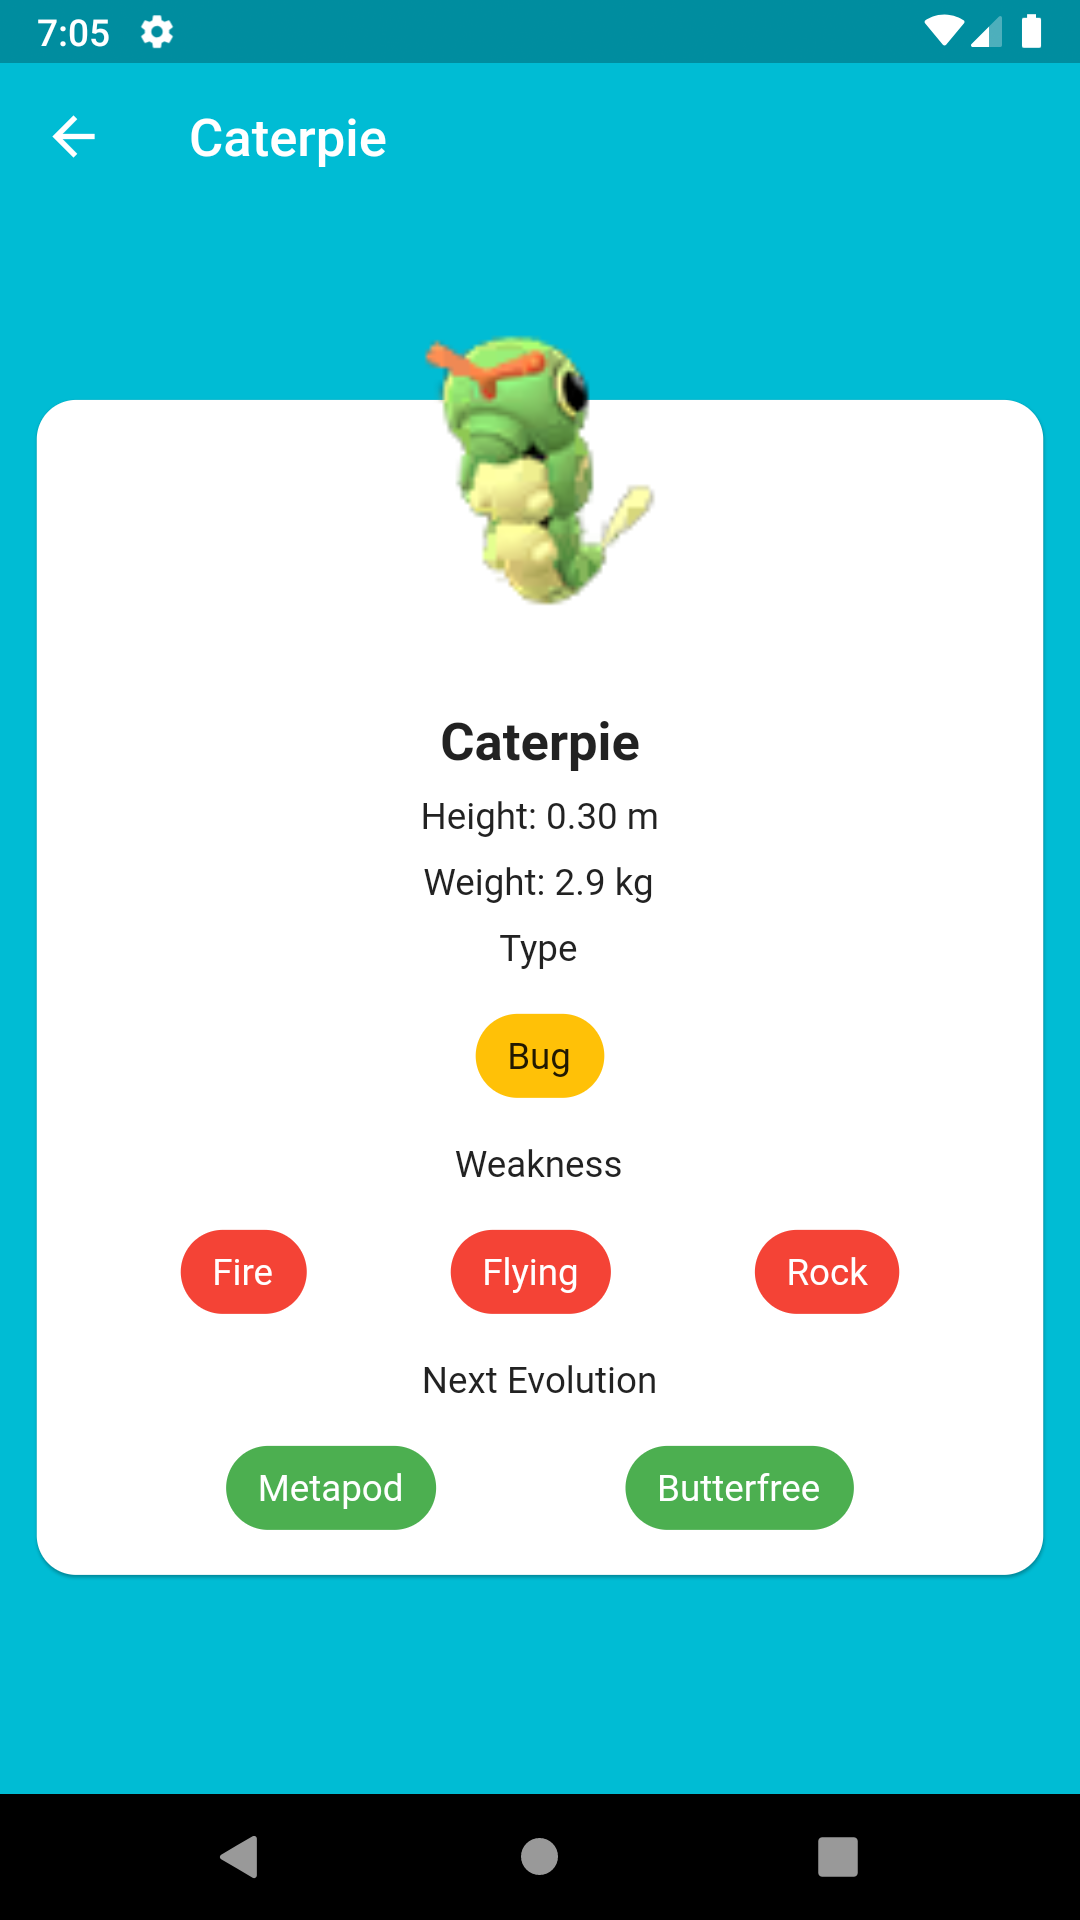 7:05
Caterpie
Caterpie
Height: 0.30 m
Weight: 2.9 kg
Type
Bug
Weakness
Fire Flying Rock
Next Evolution
Metapod Butterfree